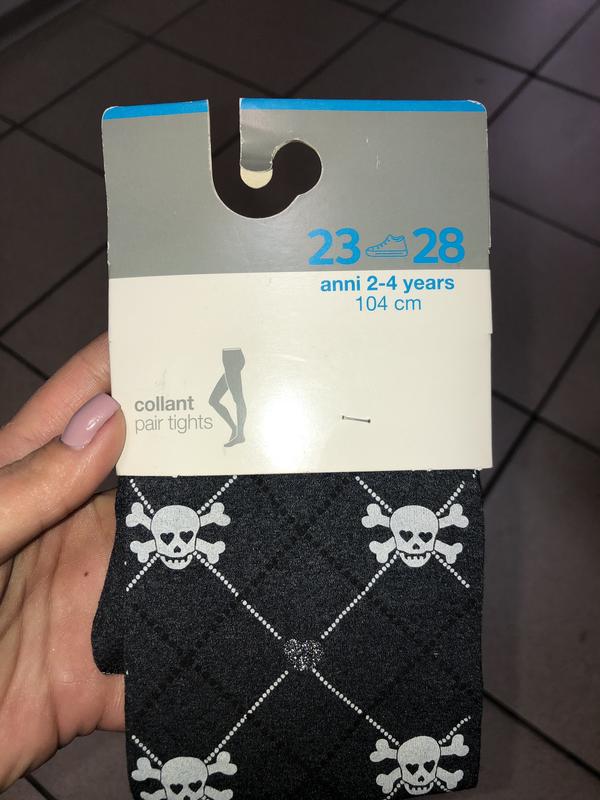 23 28
anni 2-4 years
104 cm
collant
pair tights